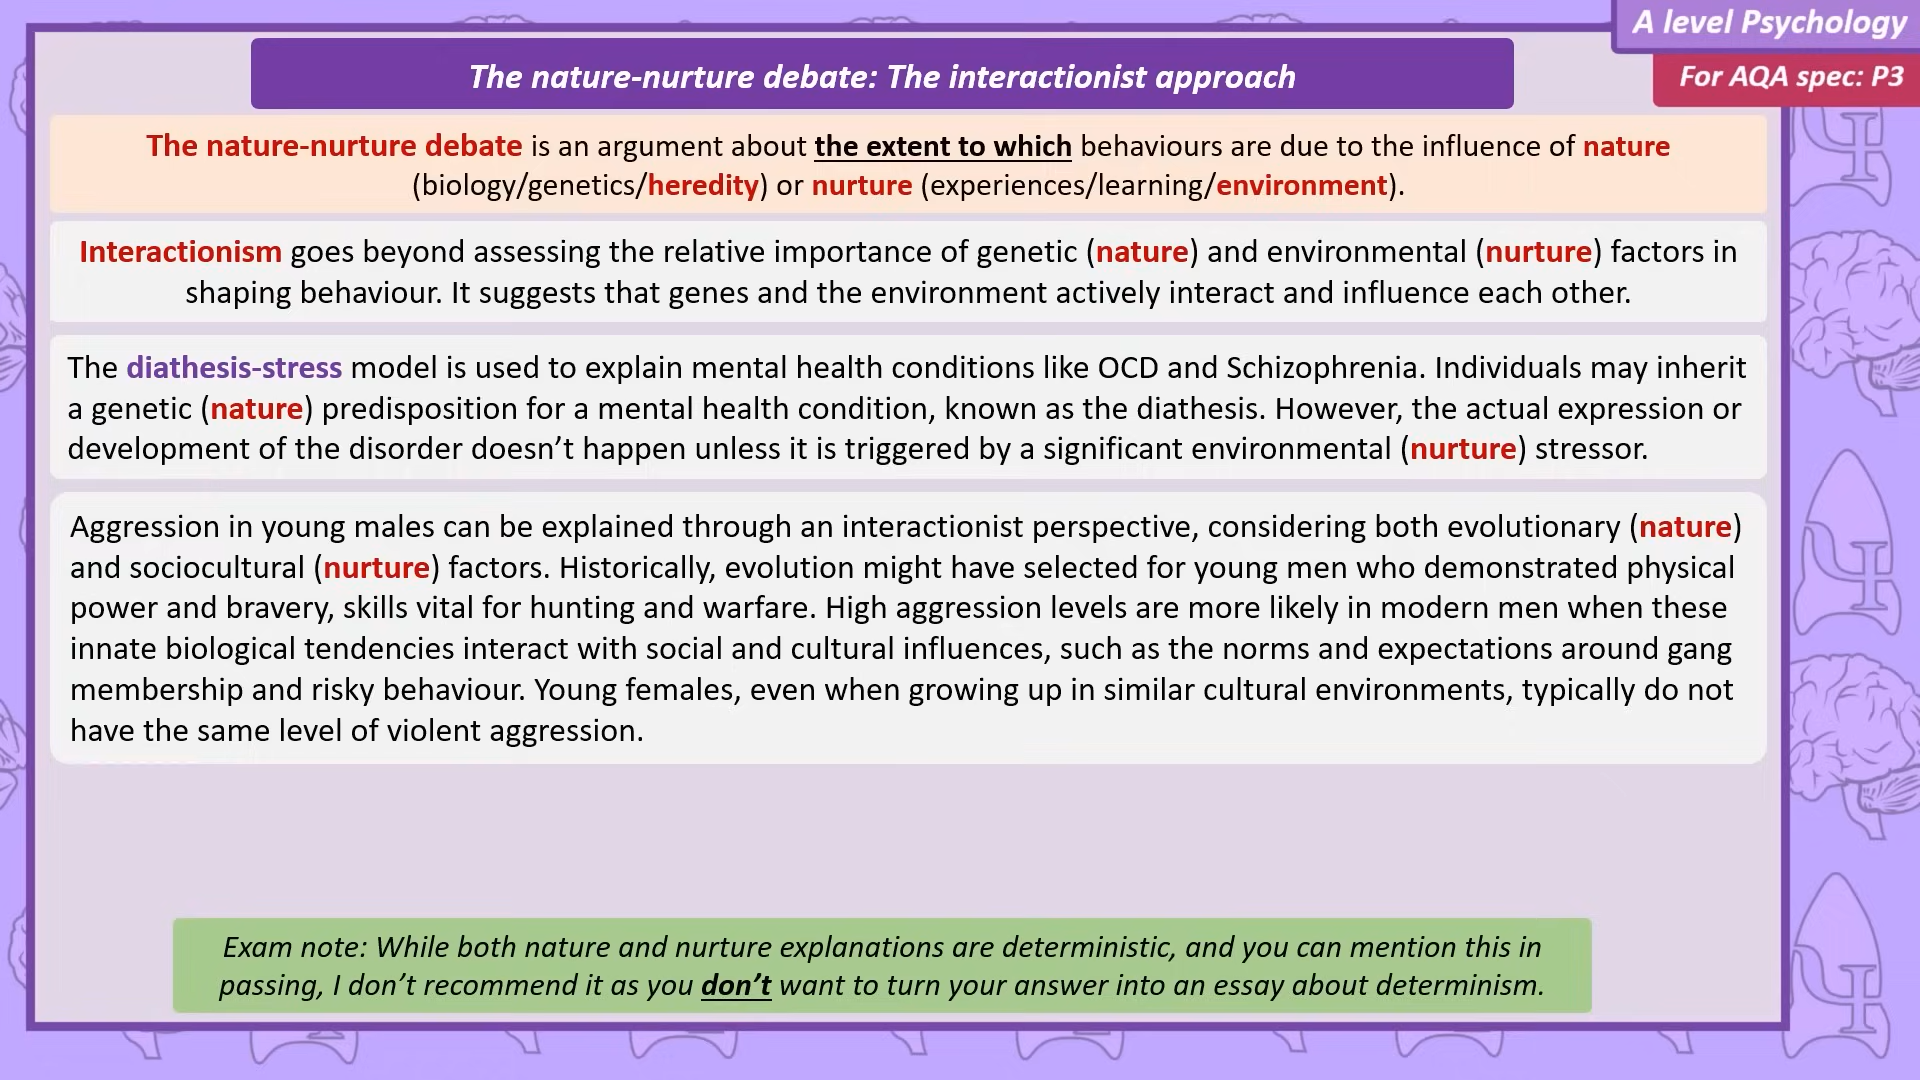 A level Psychology
For AQA spec: P3
The nature-nurture debate: The interactionist approach
The nature-nurture debate is an argument about the extent to which behaviours are due to the influence of nature
(biology/genetics/heredity) or nurture (experiences/learning/environment).
Interactionism goes beyond assessing the relative importance of genetic (nature) and environmental (nurture) factors in
shaping behaviour. It suggests that genes and the environment actively interact and influence each other.
The diathesis-stress model is used to explain mental health conditions like OCD and Schizophrenia. Individuals may inherit
a genetic (nature) predisposition for a mental health condition, known as the diathesis. However, the actual expression or
development of the disorder doesn’t happen unless it is triggered by a significant environmental (nurture) stressor.
Aggression in young males can be explained through an interactionist perspective, considering both evolutionary (nature)
and sociocultural (nurture) factors. Historically, evolution might have selected for young men who demonstrated physical
power and bravery, skills vital for hunting and warfare. High aggression levels are more likely in modern men when these
innate biological tendencies interact with social and cultural influences, such as the norms and expectations around gang
membership and risky behaviour. Young females, even when growing up in similar cultural environments, typically do not
have the same level of violent aggression.
Exam note: While both nature and nurture explanations are deterministic, and you can mention this in
passing, I don’t recommend it as you don’t want to turn your answer into an essay about determinism.